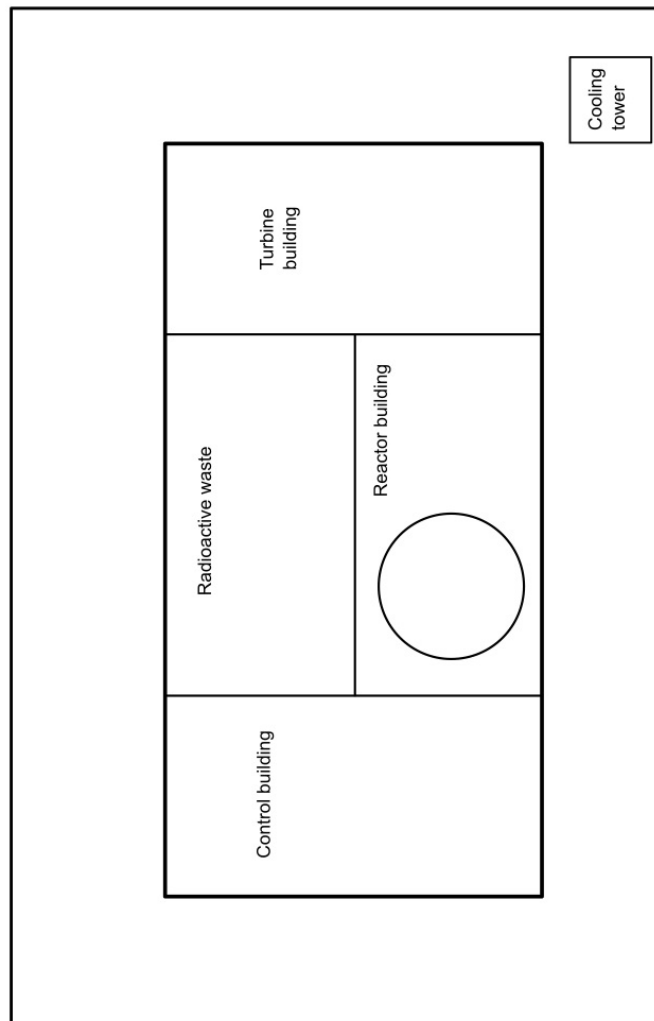 Cooling
tower
Turbine
building
Radioactive waste
Reactor building
Control building